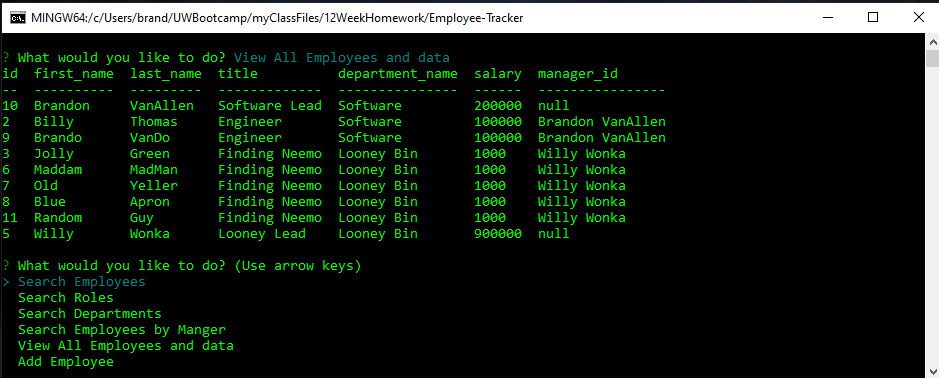 MINGW64:/c/Users/brand/UWBootcamp/myClassFiles/12WeekHomework/Employee-Tracker
? What would you like to do? View All Employees and data
id  first_name  last_name  title         department_name  salary  manager_id
--  ----------  ---------  ------------  ---------------  ------  ----------------
10  Brandon     VanAllen   Software Lead  Software         200000  null
2   Billy       Thomas     Engineer      Software         100000  Brandon VanAllen
9   Brando      VanDo      Engineer      Software         100000  Brandon VanAllen
3   Jolly       Green      Finding Neemo  Looney Bin       1000    Willy Wonka
6   Maddam      MadMan     Finding Neemo  Looney Bin       1000    Willy Wonka
7   Old         Yeller     Finding Neemo  Looney Bin       1000    Willy Wonka
8   Blue        Apron      Finding Neemo  Looney Bin       1000    Willy Wonka
11  Random      Guy        Finding Neemo  Looney Bin       1000    Willy Wonka
5   Willy       Wonka      Looney Lead   Looney Bin       900000  null
? What would you like to do? (Use arrow keys)
> Search Employees
  Search Roles
  Search Departments
  Search Employees by Manger
  View All Employees and data
  Add Employee